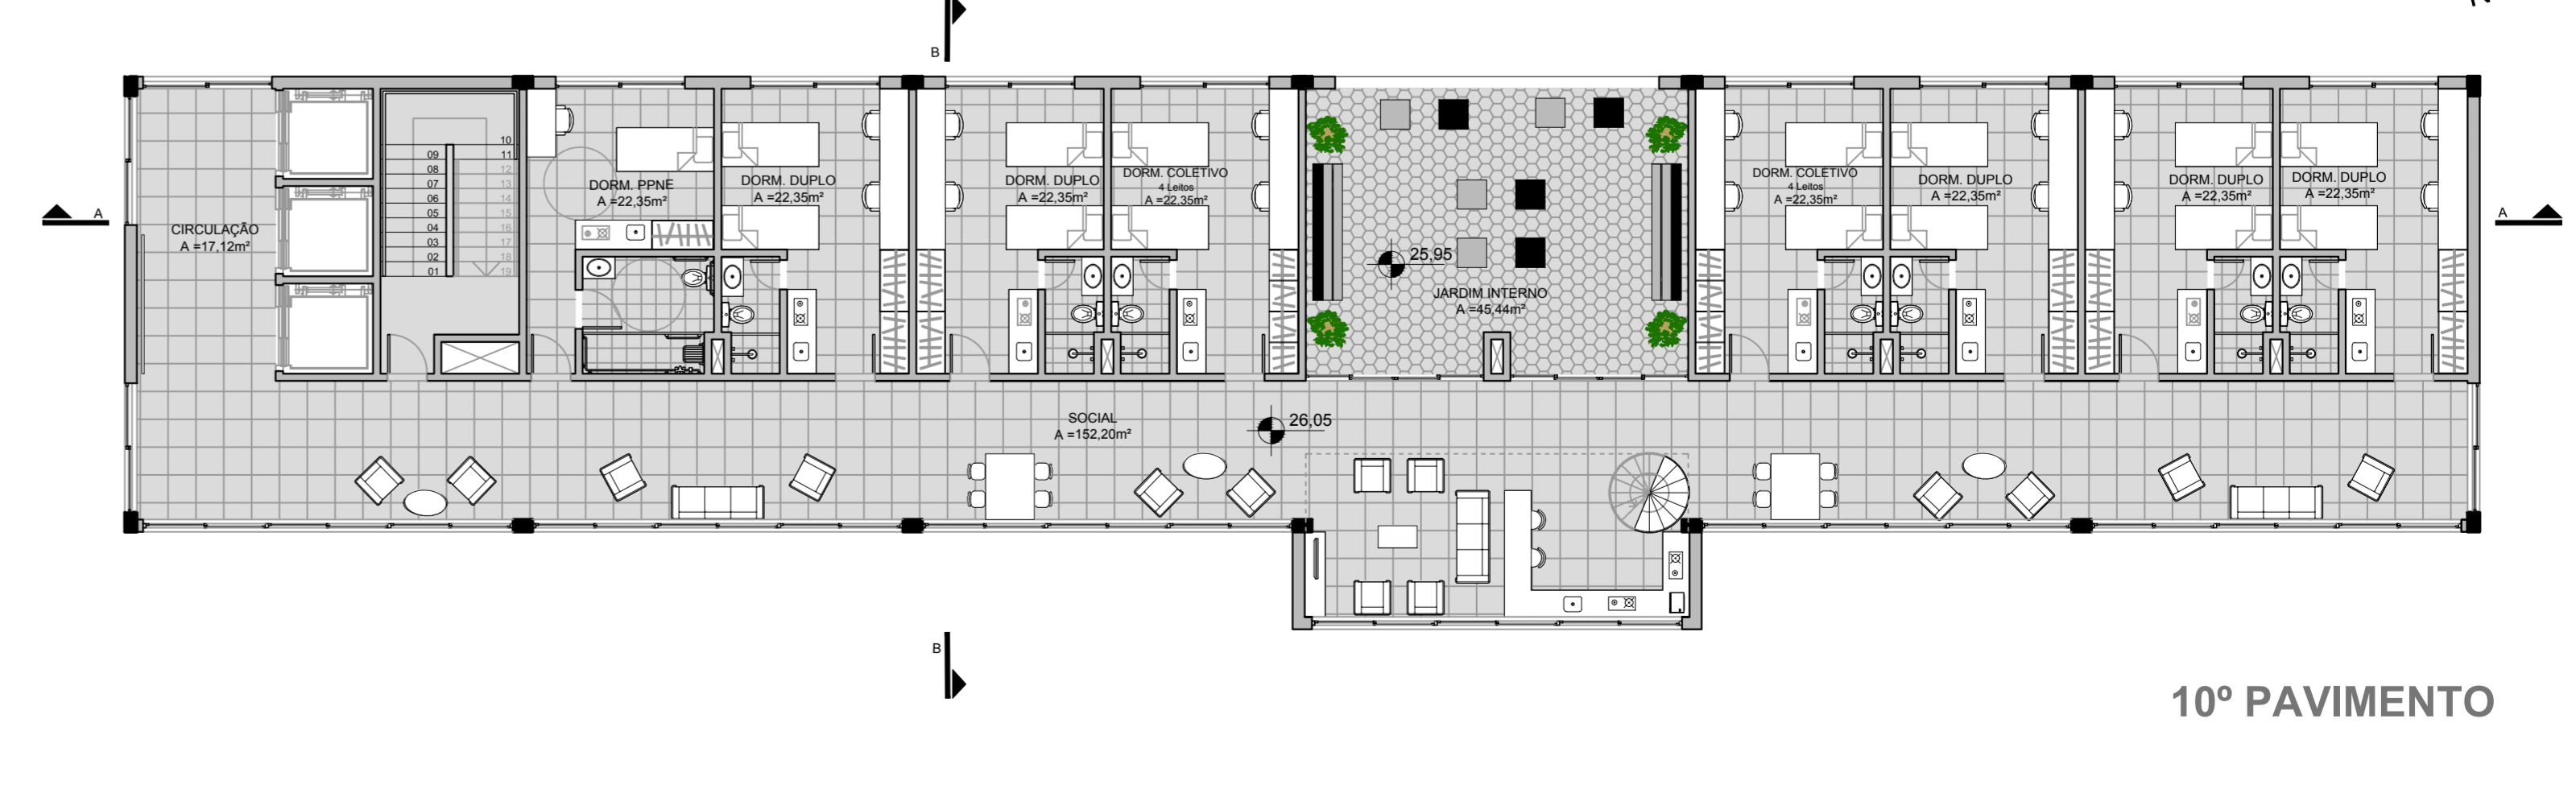 B
A
A
CIRCULAÇÃO
A =17,12m²
10
09
11
08
12
07
13
06
14
05
15
04
16
03
17
02
18
01
19
DORM. PPNE
A =22,35m²
DORM. DUPLO
A =22,35m²
DORM. DUPLO
A =22,35m²
DORM. COLETIVO
4 Leitos
A =22,35m²
25,95
JARDIM INTERNO
A =45,44m²
DORM. COLETIVO
4 Leitos
A =22,35m²
DORM. DUPLO
A =22,35m²
DORM. DUPLO
A =22,35m²
DORM. DUPLO
A =22,35m²
SOCIAL
A =152,20m²
26,05
B
10º PAVIMENTO